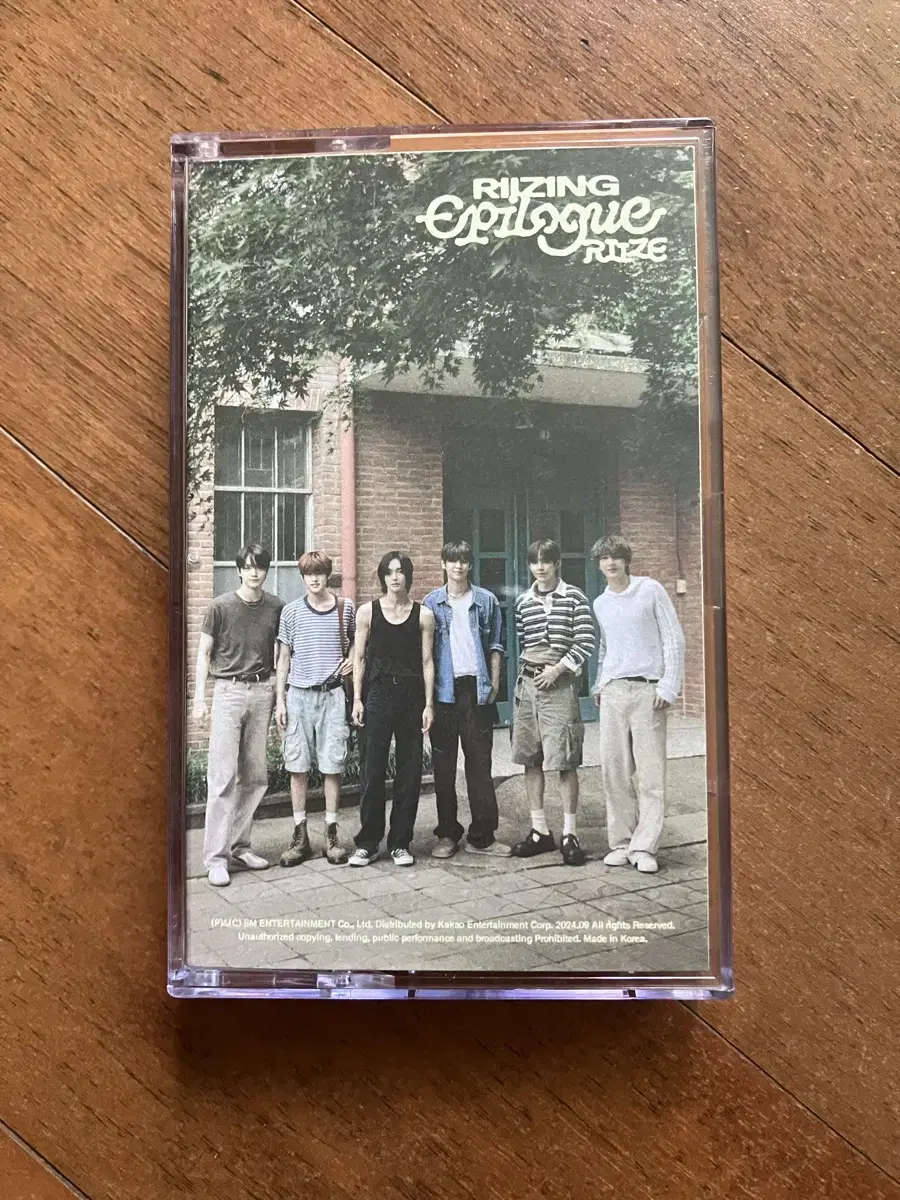 RIIZING
Epilogue
RIIZE
(P)&(C) SM ENTERTAINMENT Co., Ltd. Distributed by Kakao Entertainment Corp. 2024.09 All rights Reserved.
Unauthorized copying, lending, public performance and broadcasting Prohibited. Made in Korea.